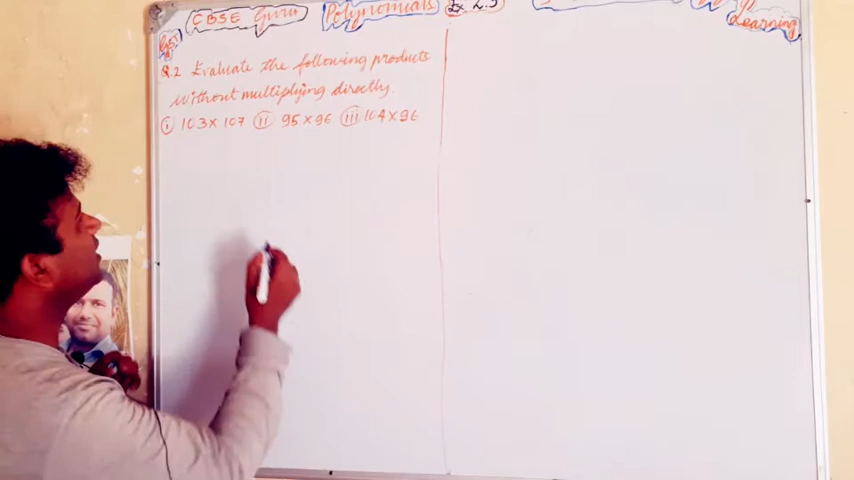 CBSE Guru Polynomials Ex 2.5
Learning
Q.2 Evaluate the following products
without multiplying directly.
(i) 103×107 (ii) 95×96 (iii) 104×96